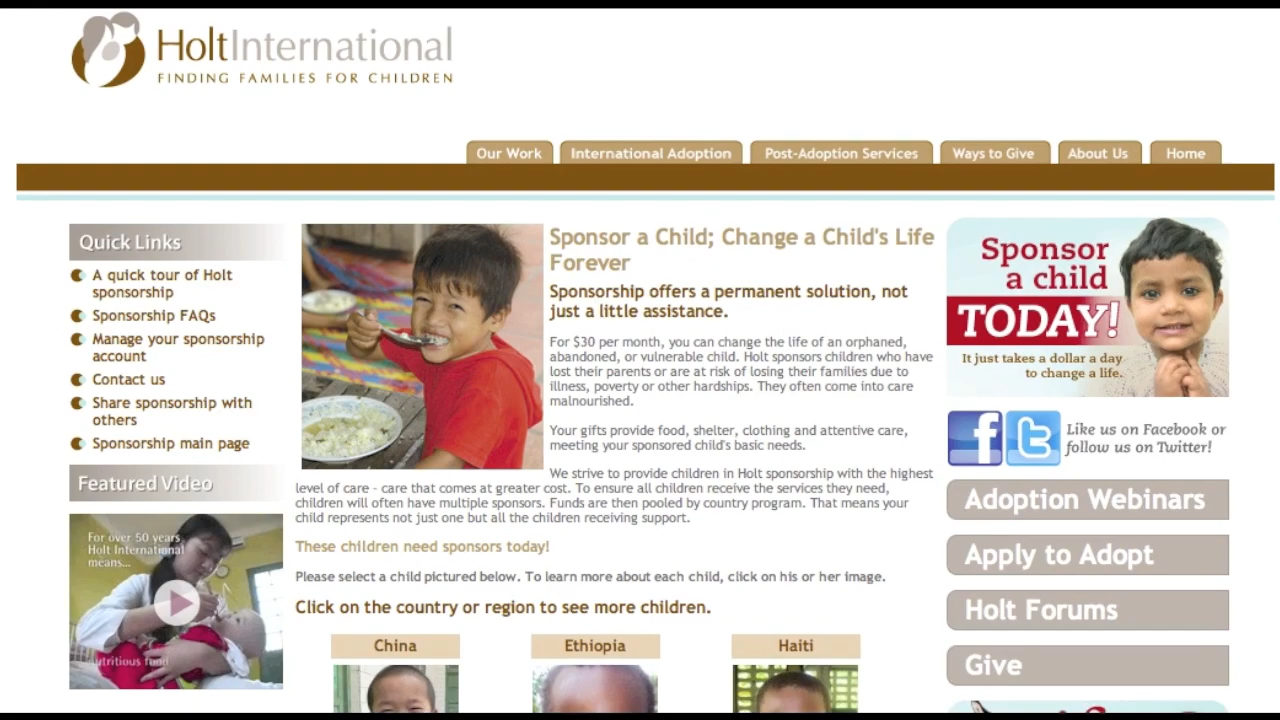 HoltInternational
FINDING FAMILIES FOR CHILDREN
Our Work
International Adoption
Post-Adoption Services
Ways to Give
About Us
Home
Quick Links
A quick tour of Holt
sponsorship
Sponsorship FAQs
Manage your sponsorship
account
Contact us
Share sponsorship with
others
Sponsorship main page
Featured Video
For over 50 years
Holt International
means...
nutritious food
Sponsor a Child; Change a Child's Life
Forever
Sponsorship offers a permanent solution, not
just a little assistance.
For $30 per month, you can change the life of an orphaned,
abandoned, or vulnerable child. Holt sponsors children who have
lost their parents or are at risk of losing their families due to
illness, poverty or other hardships. They often come into care
malnourished.
Your gifts provide food, shelter, clothing and attentive care,
meeting your sponsored child's basic needs.
We strive to provide children in Holt sponsorship with the highest
level of care - care that comes at greater cost. To ensure all children receive the services they need,
children will often have multiple sponsors. Funds are then pooled by country program. That means your
child represents not just one but all the children receiving support.
These children need sponsors today!
Please select a child pictured below. To learn more about each child, click on his or her image.
Click on the country or region to see more children.
China
Ethiopia
Haiti
Sponsor
a child
TODAY!
It just takes a dollar a day
to change a life.
Like us on Facebook or
follow us on Twitter!
Adoption Webinars
Apply to Adopt
Holt Forums
Give